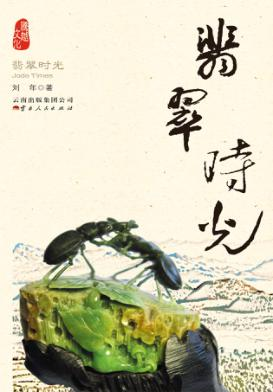 翡翠時光
翡翠时光
Jade Times
刘 年◎著
云南出版集团公司
云南人民出版社